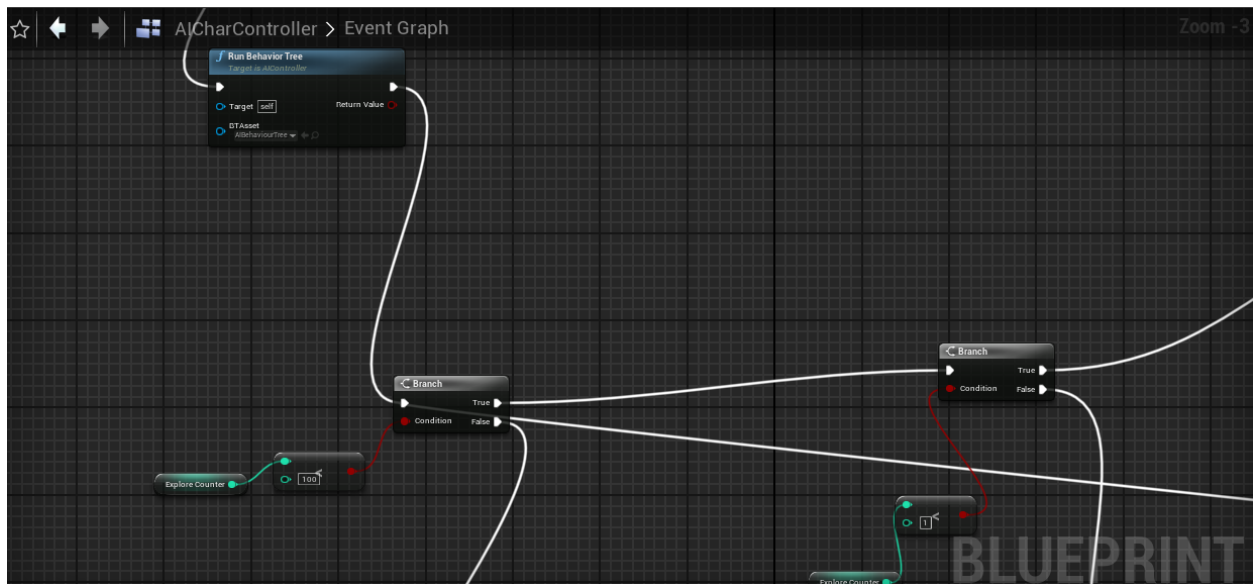 AICharController > Event Graph
Zoom -3
f Run Behavior Tree
Target is AIController
Target self
Return Value
BTAsset
AIBehaviourTree
Branch
True
Condition
False
Explore Counter
<
100
Branch
True
Condition
False
<
1
Explore Counter
BLUEPRINT